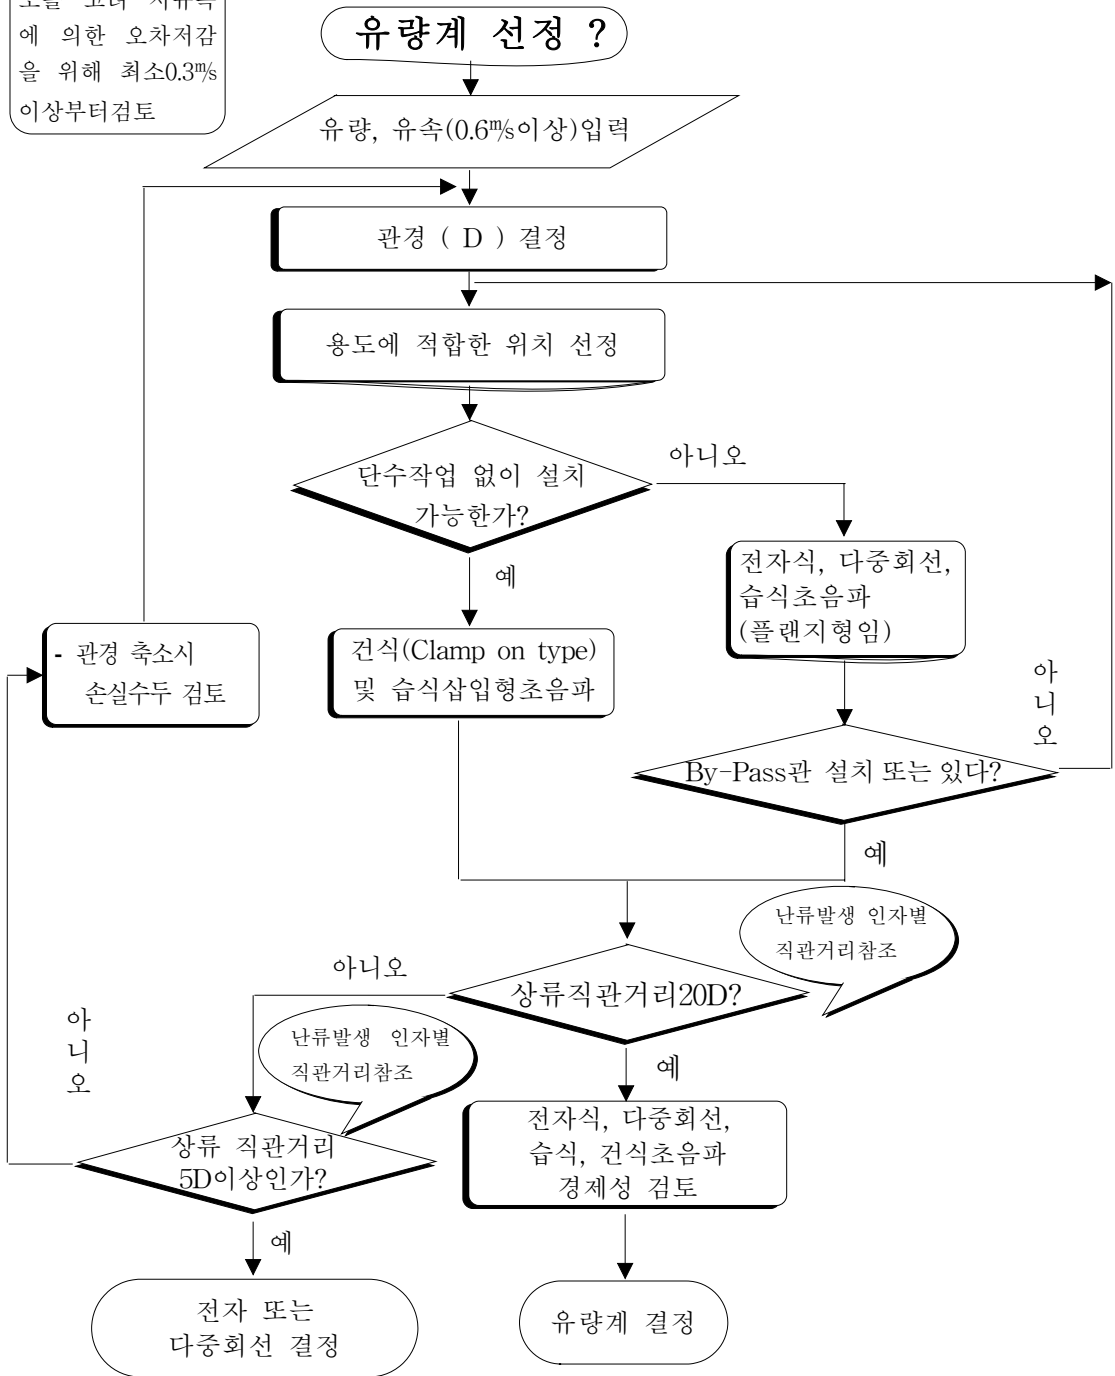 에 의한 오차저감
을 위해 최소0.3㎧
이상부터검토
유량계 선정 ?
유량, 유속(0.6㎧이상)입력
관경 ( D ) 결정
용도에 적합한 위치 선정
단수작업 없이 설치
가능한가?
아니오
예
전자식, 다중회선,
습식초음파
(플랜지형임)
건식(Clamp on type)
및 습식삽입형초음파
- 관경 축소시
손실수두 검토
아
니
오
By-Pass관 설치 또는 있다?
예
난류발생 인자별
직관거리참조
아니오
상류직관거리20D?
아
니
오
난류발생 인자별
직관거리참조
예
상류 직관거리
5D이상인가?
전자식, 다중회선,
습식, 건식초음파
경제성 검토
예
전자 또는
다중회선 결정
유량계 결정